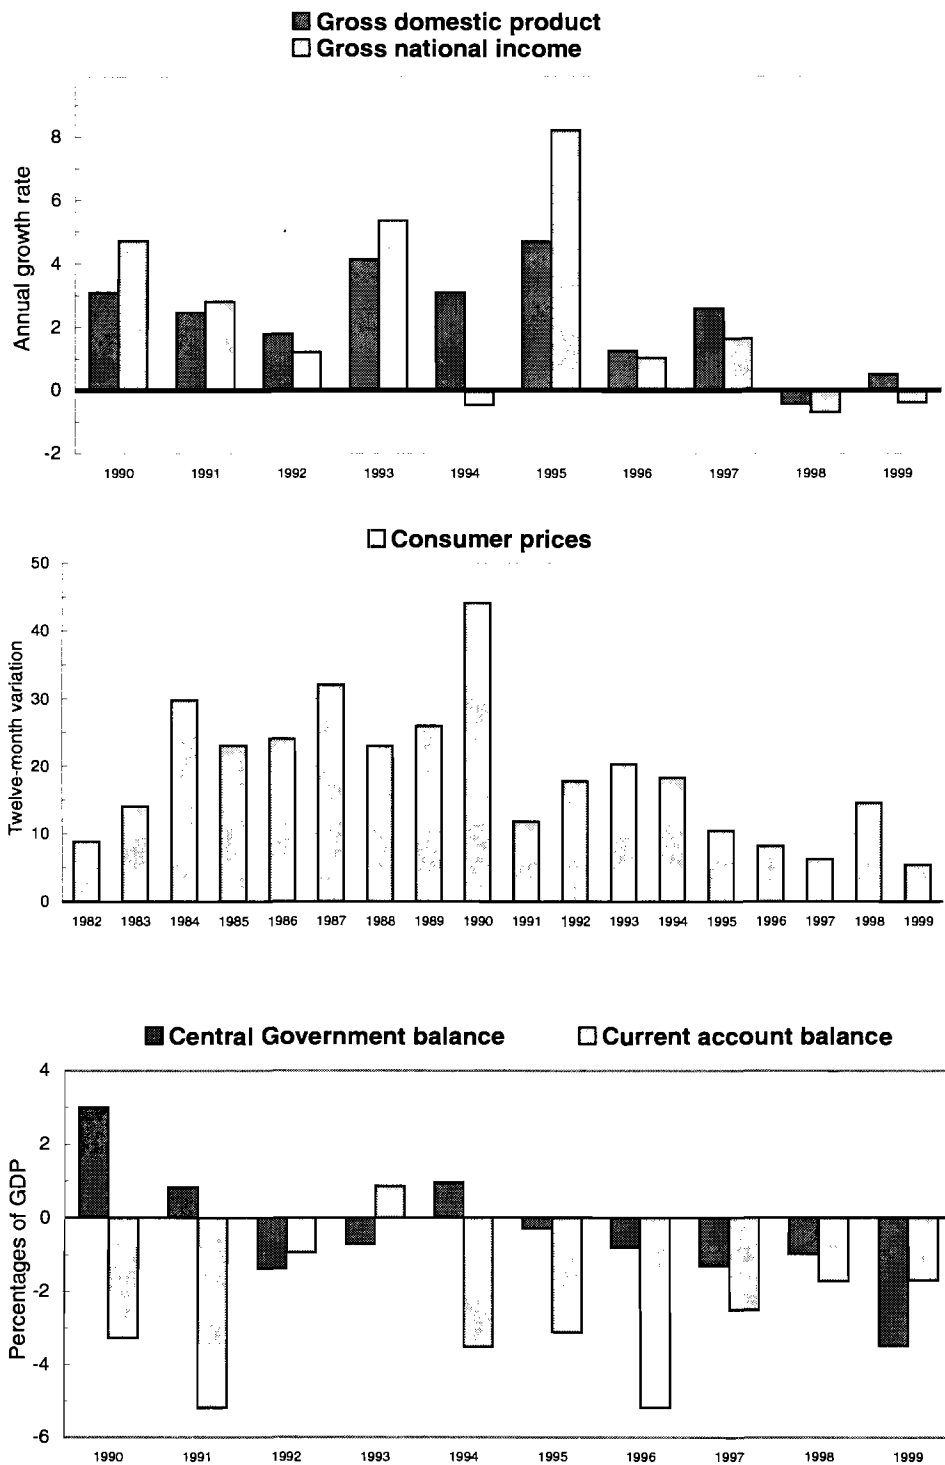 Gross domestic product
Gross national income
Annual growth rate
8
6
4
2
0
-2
1990 1991 1992 1993 1994 1995 1996 1997 1998 1999
Consumer prices
Twelve-month variation
50
40
30
20
10
0
1982 1983 1984 1985 1986 1987 1988 1989 1990 1991 1992 1993 1994 1995 1996 1997 1998 1999
Central Government balance Current account balance
Percentages of GDP
4
2
0
-2
-4
-6
1990 1991 1992 1993 1994 1995 1996 1997 1998 1999